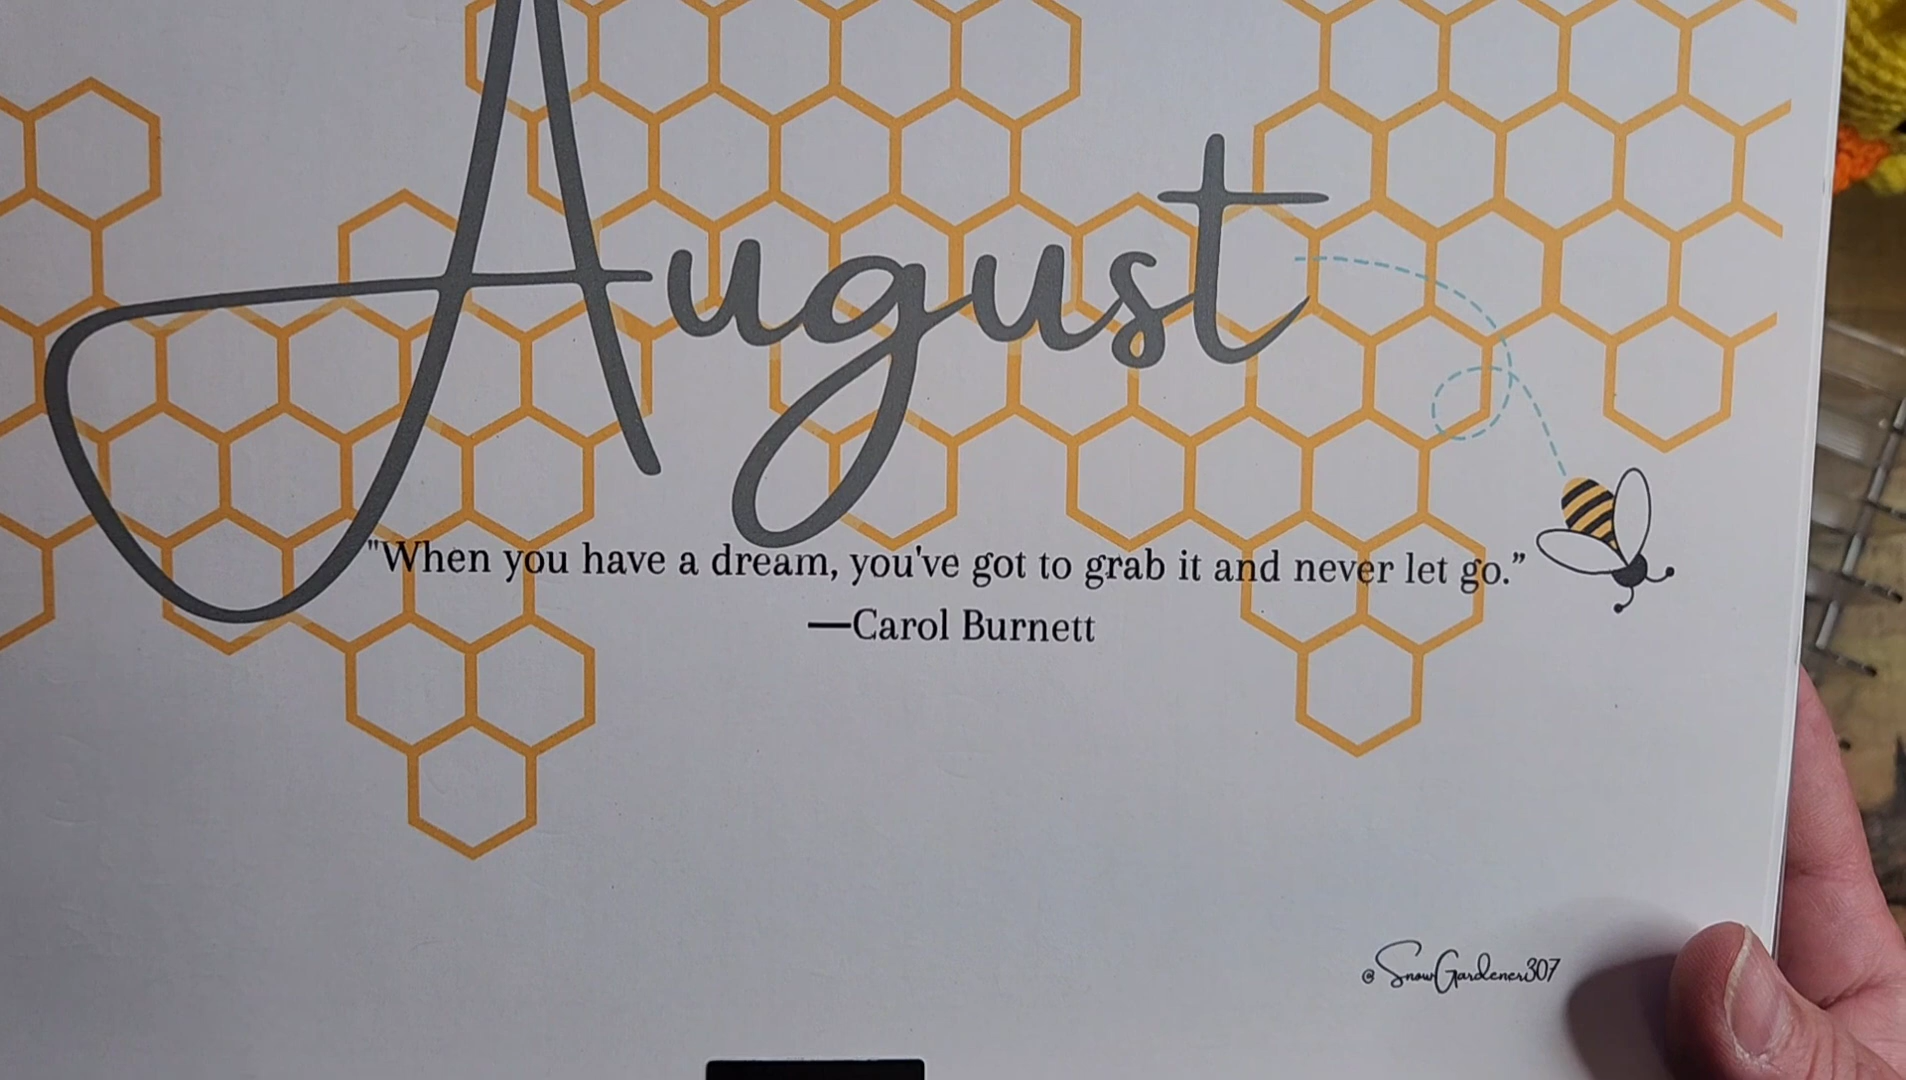 August
"When you have a dream, you've got to grab it and never let go.”
—Carol Burnett
@SnowGardener307